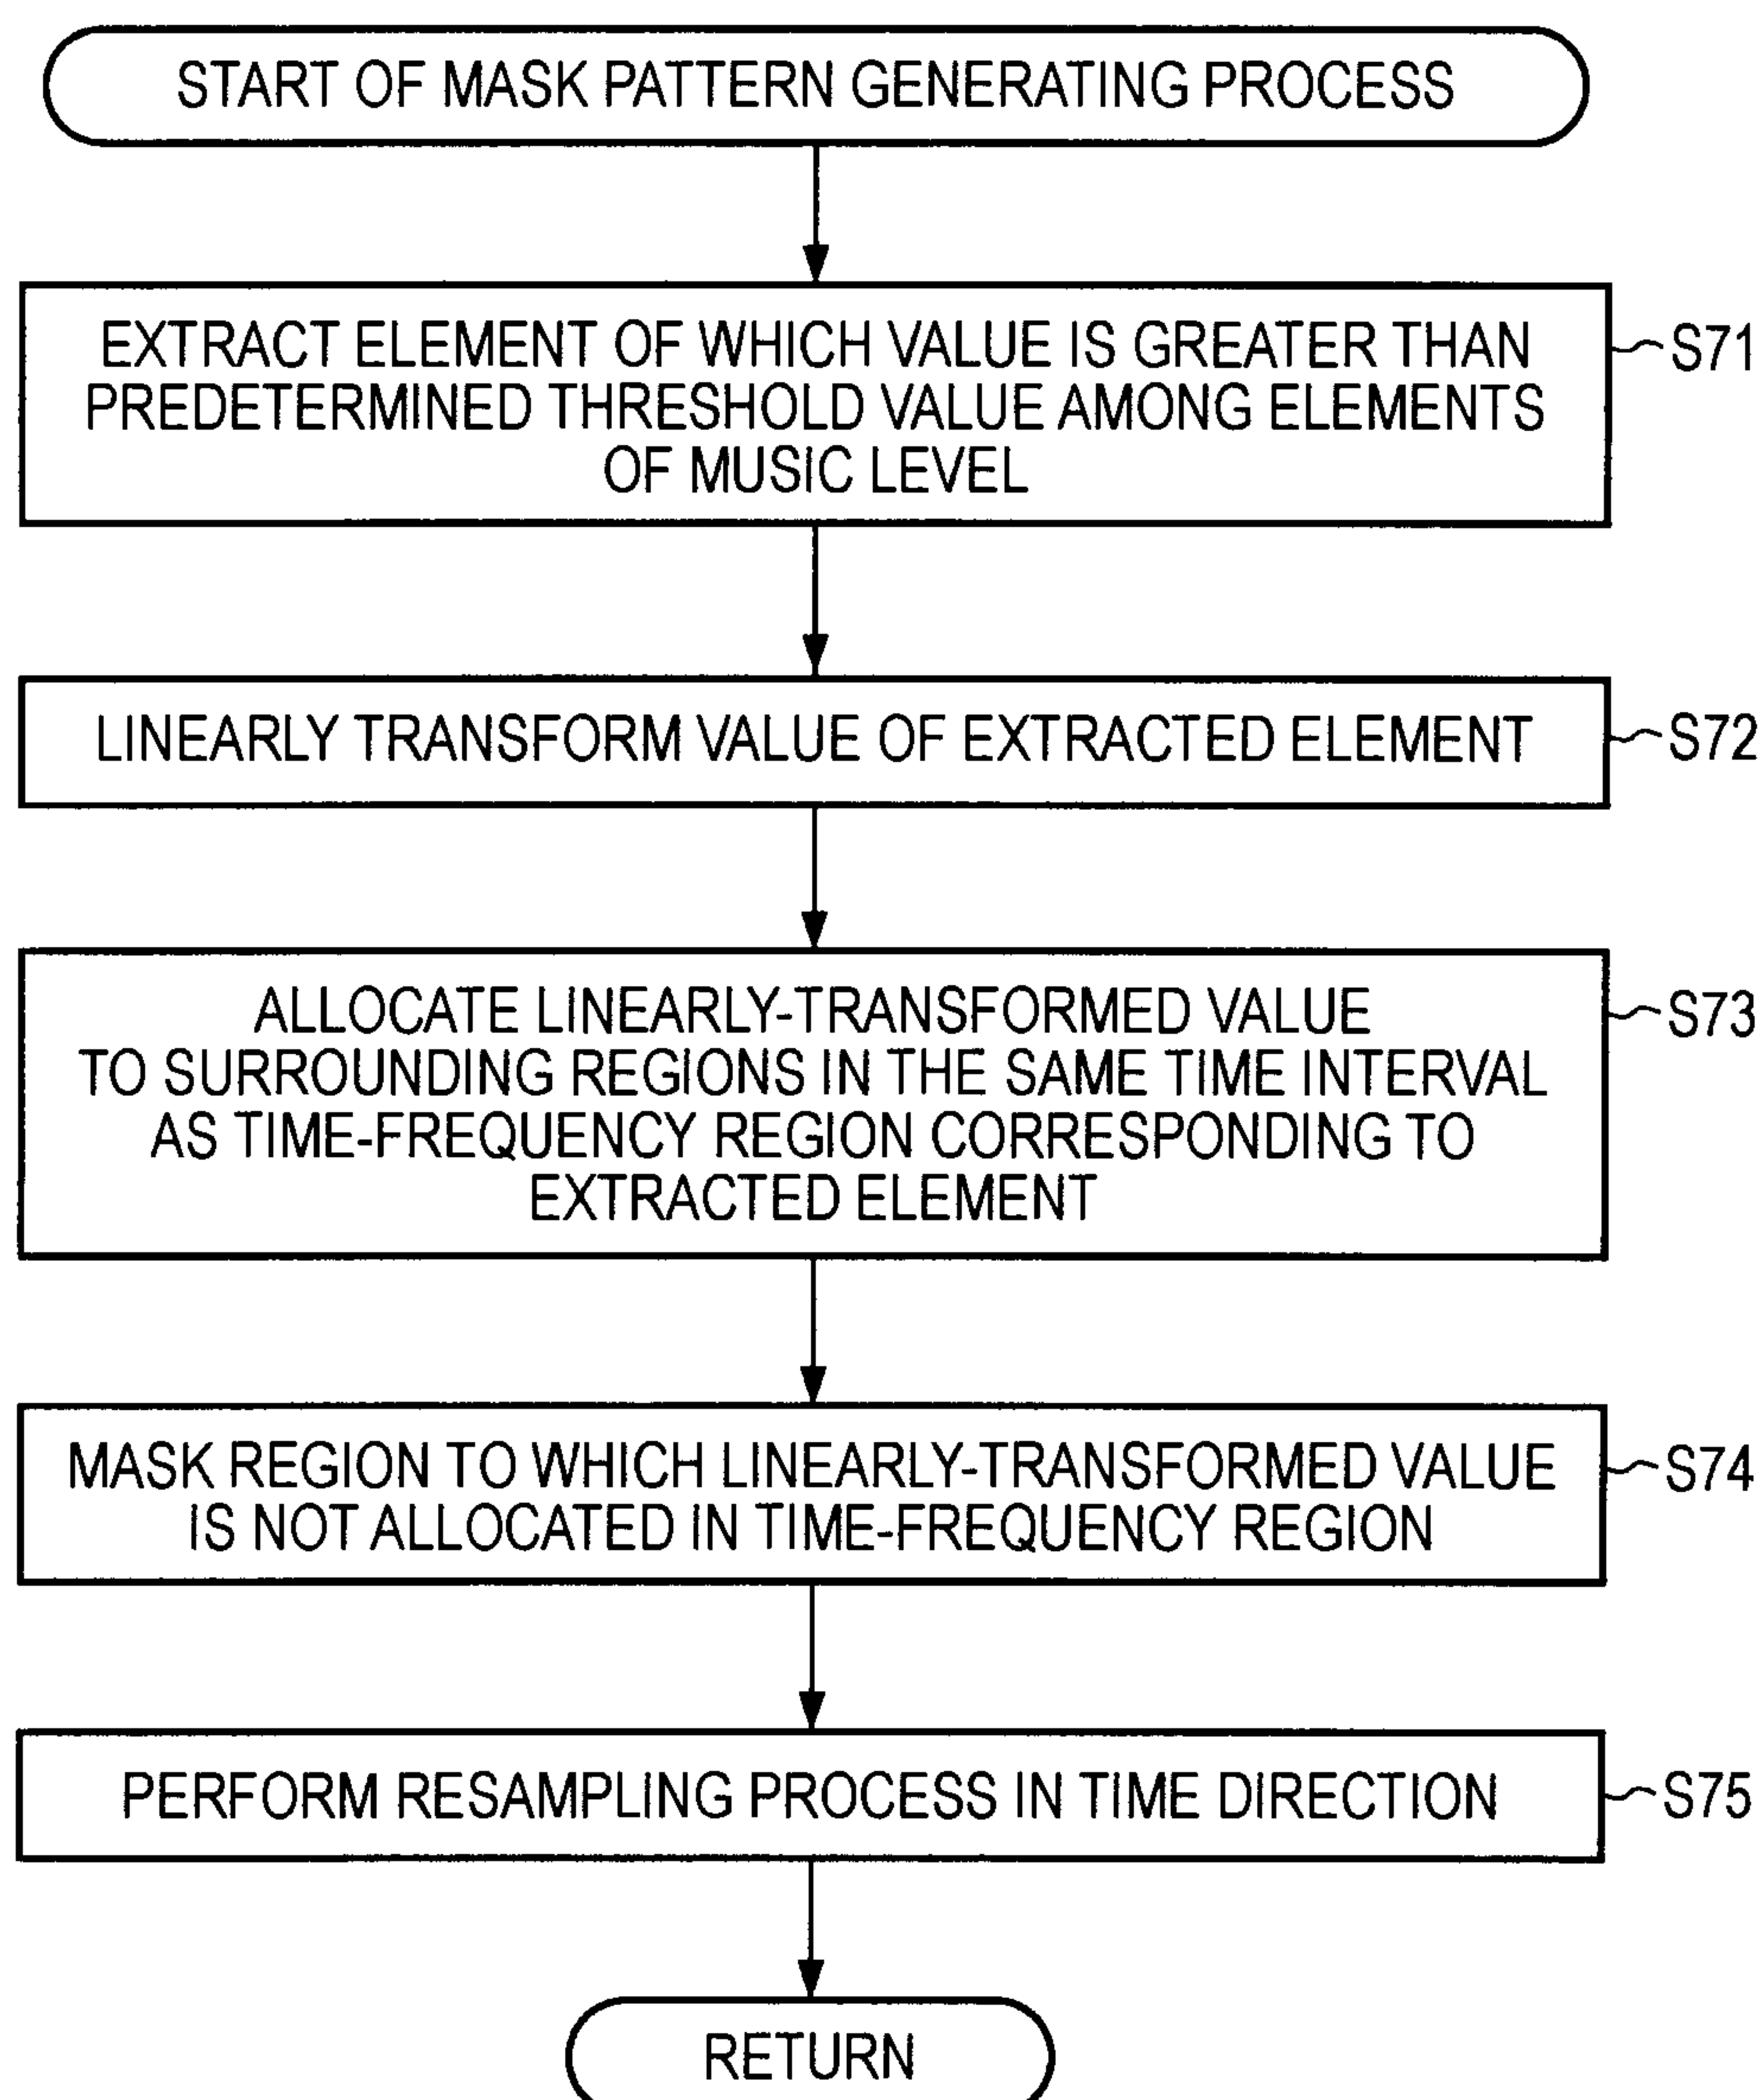 START OF MASK PATTERN GENERATING PROCESS
EXTRACT ELEMENT OF WHICH VALUE IS GREATER THAN
PREDETERMINED THRESHOLD VALUE AMONG ELEMENTS
OF MUSIC LEVEL
S71
LINEARLY TRANSFORM VALUE OF EXTRACTED ELEMENT
S72
ALLOCATE LINEARLY-TRANSFORMED VALUE
TO SURROUNDING REGIONS IN THE SAME TIME INTERVAL
AS TIME-FREQUENCY REGION CORRESPONDING TO
EXTRACTED ELEMENT
S73
MASK REGION TO WHICH LINEARLY-TRANSFORMED VALUE
IS NOT ALLOCATED IN TIME-FREQUENCY REGION
S74
PERFORM RESAMPLING PROCESS IN TIME DIRECTION
S75
RETURN